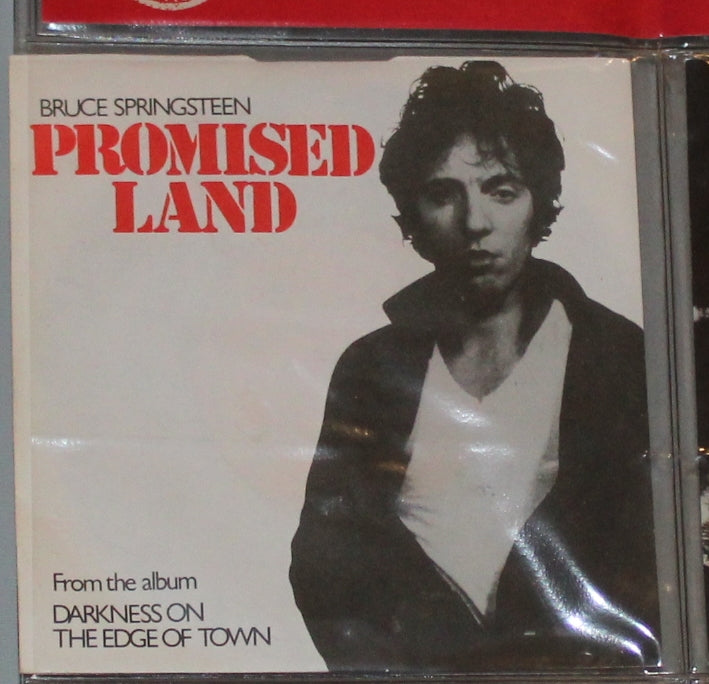 BRUCE SPRINGSTEEN
PROMISED
LAND
From the album
DARKNESS ON
THE EDGE OF TOWN